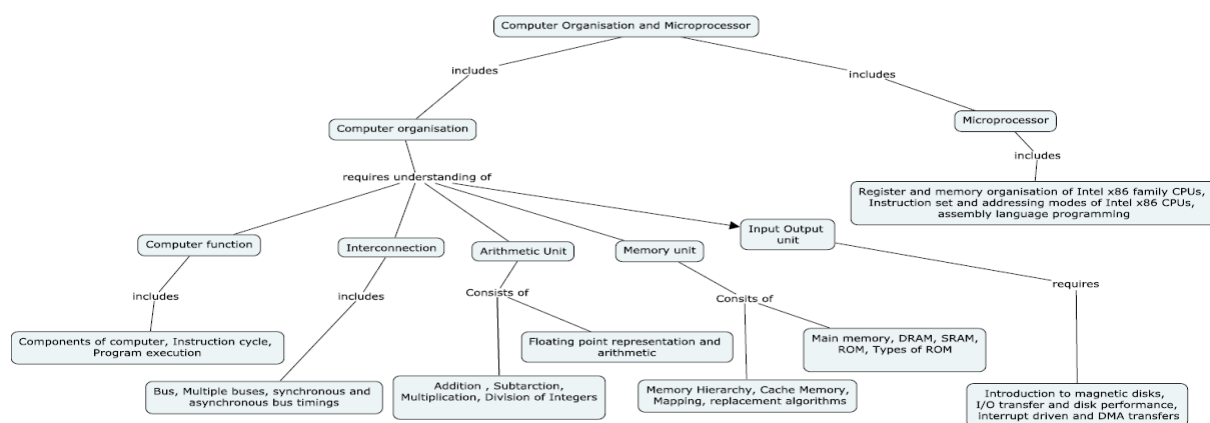 Computer Organisation and Microprocessor
includes
includes
Computer organisation
Microprocessor
includes
requires understanding of
Register and memory organisation of Intel x86 family CPUs,
Instruction set and addressing modes of Intel x86 CPUs,
assembly language programming
Computer function
Interconnection
Arithmetic Unit
Memory unit
Input Output
unit
includes
includes
Consists of
Consits of
requires
Components of computer, Instruction cycle,
Program execution
Bus, Multiple buses, synchronous and
asynchronous bus timings
Addition , Subtarction,
Multiplication, Division of Integers
Floating point representation and
arithmetic
Memory Hierarchy, Cache Memory,
Mapping, replacement algorithms
Main memory, DRAM, SRAM,
ROM, Types of ROM
Introduction to magnetic disks,
I/O transfer and disk performance,
interrupt driven and DMA transfers